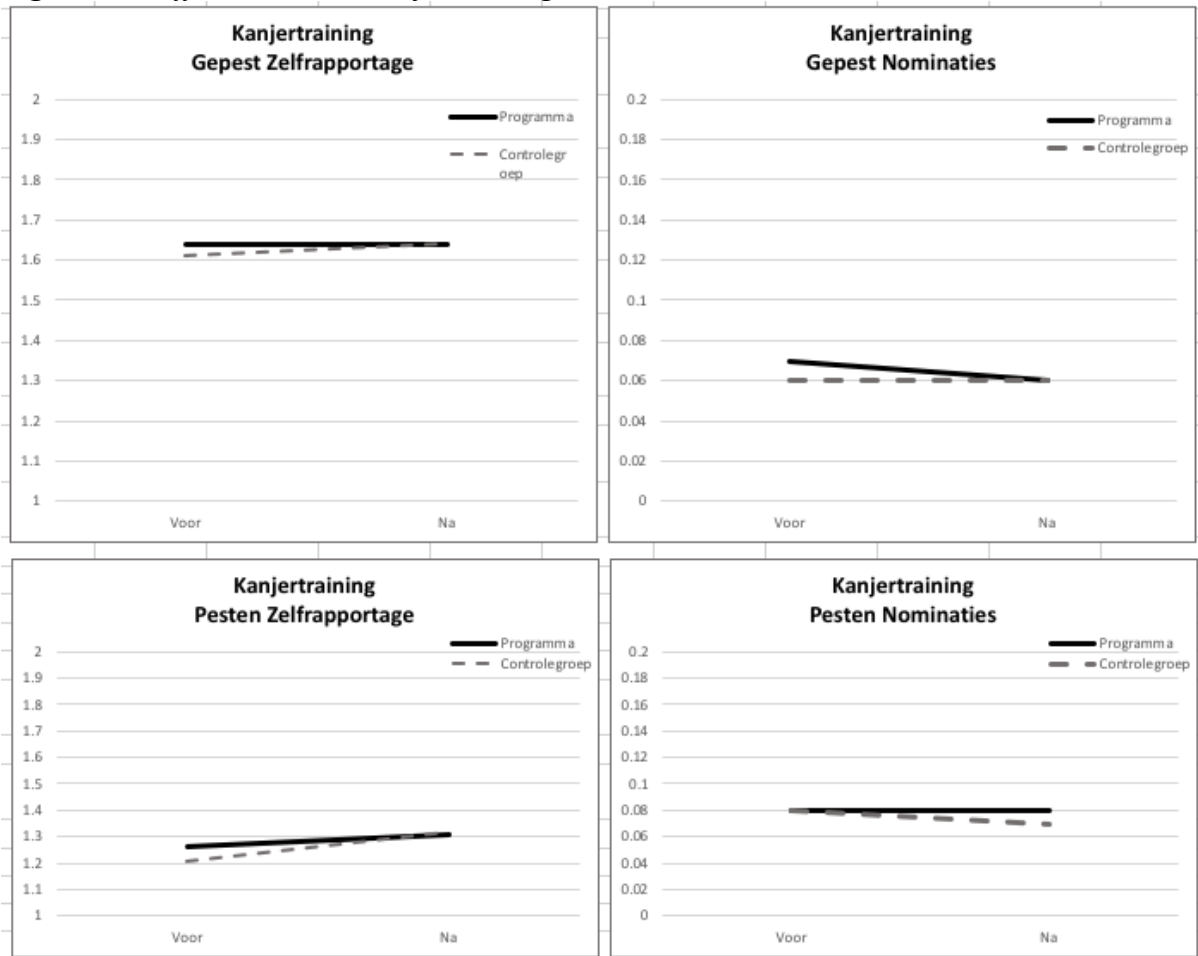 Kanjertraining
Gepest Zelfrapportage
2
1.9
1.8
1.7
1.6
1.5
1.4
1.3
1.2
1.1
1
Programma
Controlegr
oep
Voor
Na
Kanjertraining
Gepest Nominaties
0.2
0.18
0.16
0.14
0.12
0.1
0.08
0.06
0.04
0.02
0
Programma
Controlegroep
Voor
Na
Kanjertraining
Pesten Zelfrapportage
2
1.9
1.8
1.7
1.6
1.5
1.4
1.3
1.2
1.1
1
Programma
Controlegroep
Voor
Na
Kanjertraining
Pesten Nominaties
0.2
0.18
0.16
0.14
0.12
0.1
0.08
0.06
0.04
0.02
0
Programma
Controlegroep
Voor
Na